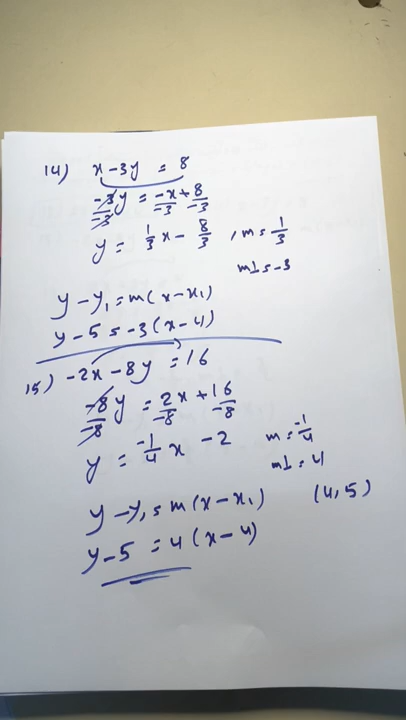 14) x - 3y = 8
-3/-3 y = -x/-3 + 8/-3
y = 1/3 x - 8/3 , m = 1/3
m⊥ = -3
y - y₁ = m(x - x₁)
y - 5 = -3(x - 4)
15) -2x - 8y = 16
-8/-8 y = 2x/-8 + 16/-8
y = -1/4 x - 2 m = -1/4
m⊥ = 4
y - y₁ = m(x - x₁) (4,5)
y - 5 = 4(x - 4)